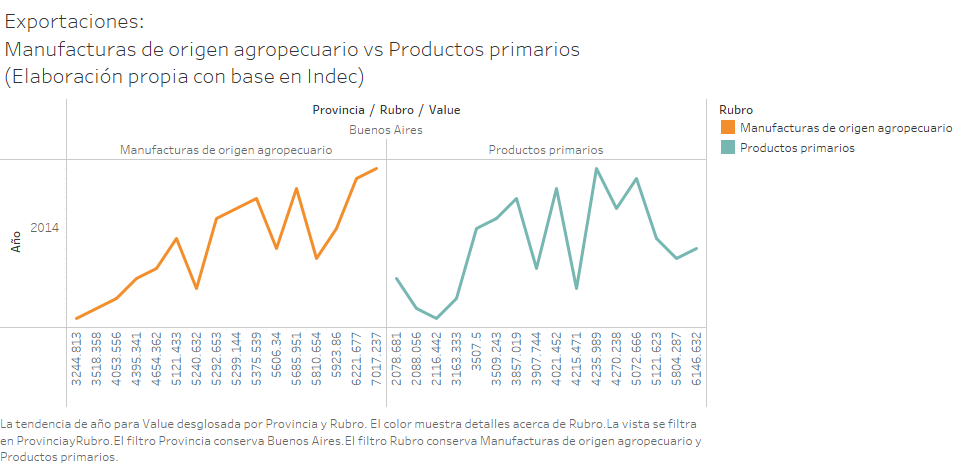 Exportaciones:
Manufacturas de origen agropecuario vs Productos primarios
(Elaboración propia con base en Indec)
Provincia / Rubro / Value
Buenos Aires
Manufacturas de origen agropecuario
Productos primarios
Rubro
Manufacturas de origen agropecuario
Productos primarios
Año
2014
3244.813
3518.358
4053.556
4395.341
4654.362
5121.433
5240.632
5292.653
5299.144
5375.539
5606.34
5685.951
5810.654
5923.86
6221.677
7017.237
2078.681
2088.056
2116.442
3163.333
3507.5
3509.243
3857.019
3907.744
4021.452
4215.471
4235.989
4270.238
5072.666
5121.623
5804.287
6146.632
La tendencia de año para Value desglosada por Provincia y Rubro. El color muestra detalles acerca de Rubro.La vista se filtra
en ProvinciayRubro.El filtro Provincia conserva Buenos Aires.El filtro Rubro conserva Manufacturas de origen agropecuario y
Productos primarios.